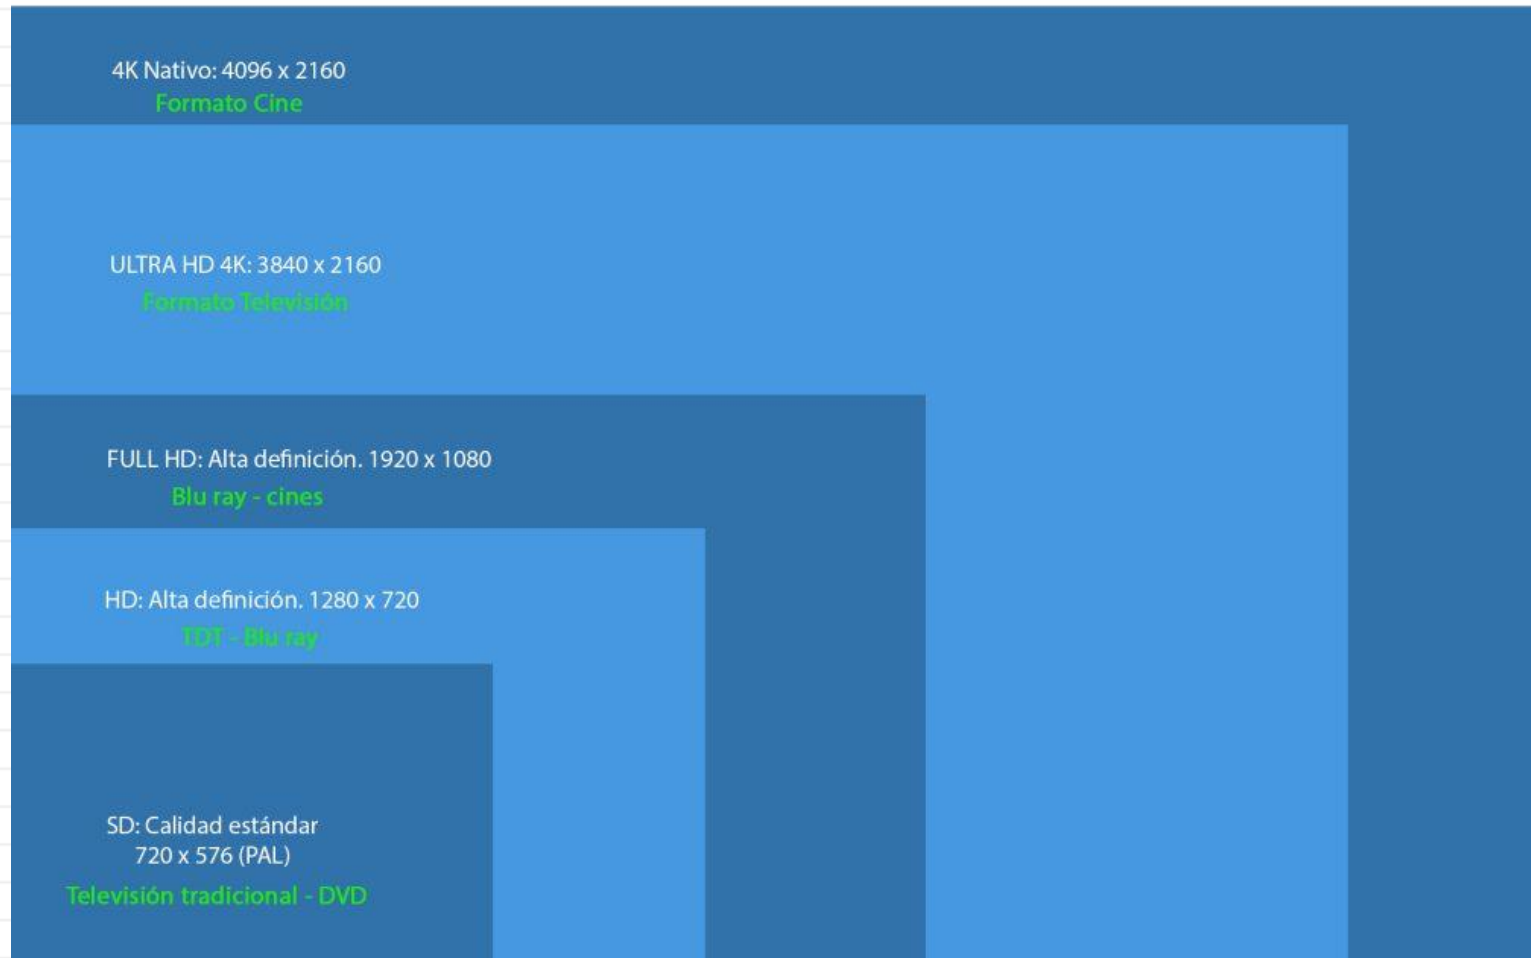 4K Nativo: 4096 x 2160
Formato Cine
ULTRA HD 4K: 3840 x 2160
Formato Televisión
FULL HD: Alta definición. 1920 x 1080
Blu ray - cines
HD: Alta definición. 1280 x 720
TDT - Blu ray
SD: Calidad estándar
720 x 576 (PAL)
Televisión tradicional - DVD